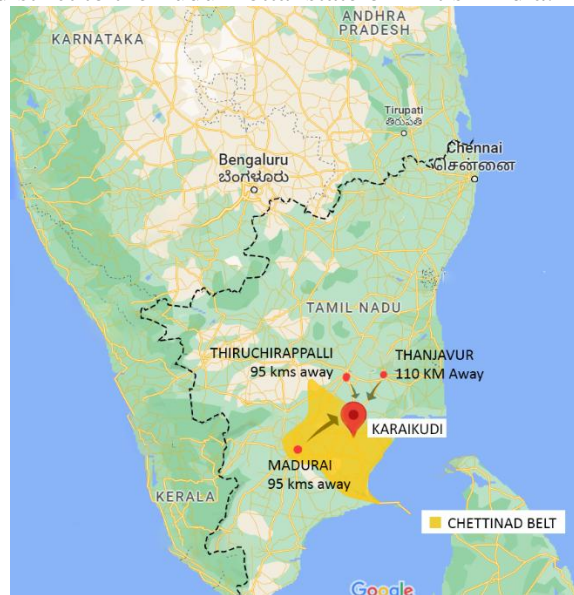 ANDHRA
PRADESH
KARNATAKA
Tirupati
తిరుపతి
Chennai
சென்னை
Bengaluru
ಬೆಂಗಳೂರು
TAMIL NADU
THIRUCHIRAPPALLI
95 kms away
THANJAVUR
110 KM Away
KARAIKUDI
MADURAI
95 kms away
KERALA
CHETTINAD BELT
Google